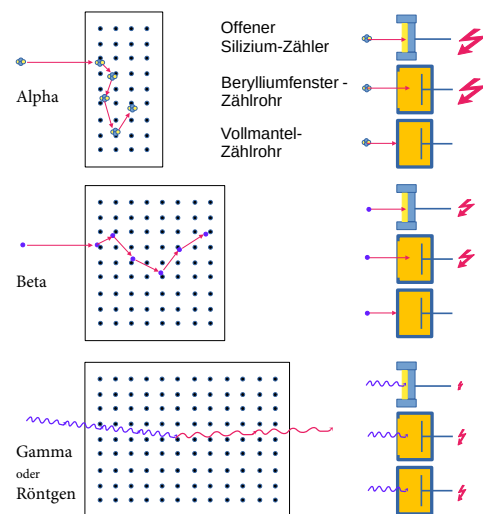 Alpha
Offener
Silizium-Zähler
Berylliumfenster -
Zählrohr
Vollmantel-
Zählrohr
Beta
Gamma
oder
Röntgen